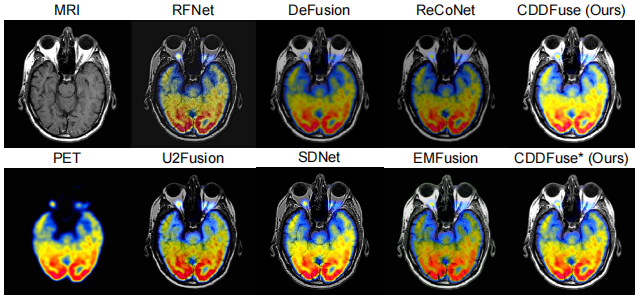 MRI RFNet DeFusion ReCoNet CDDFuse (Ours)
PET U2Fusion SDNet EMFusion CDDFuse* (Ours)